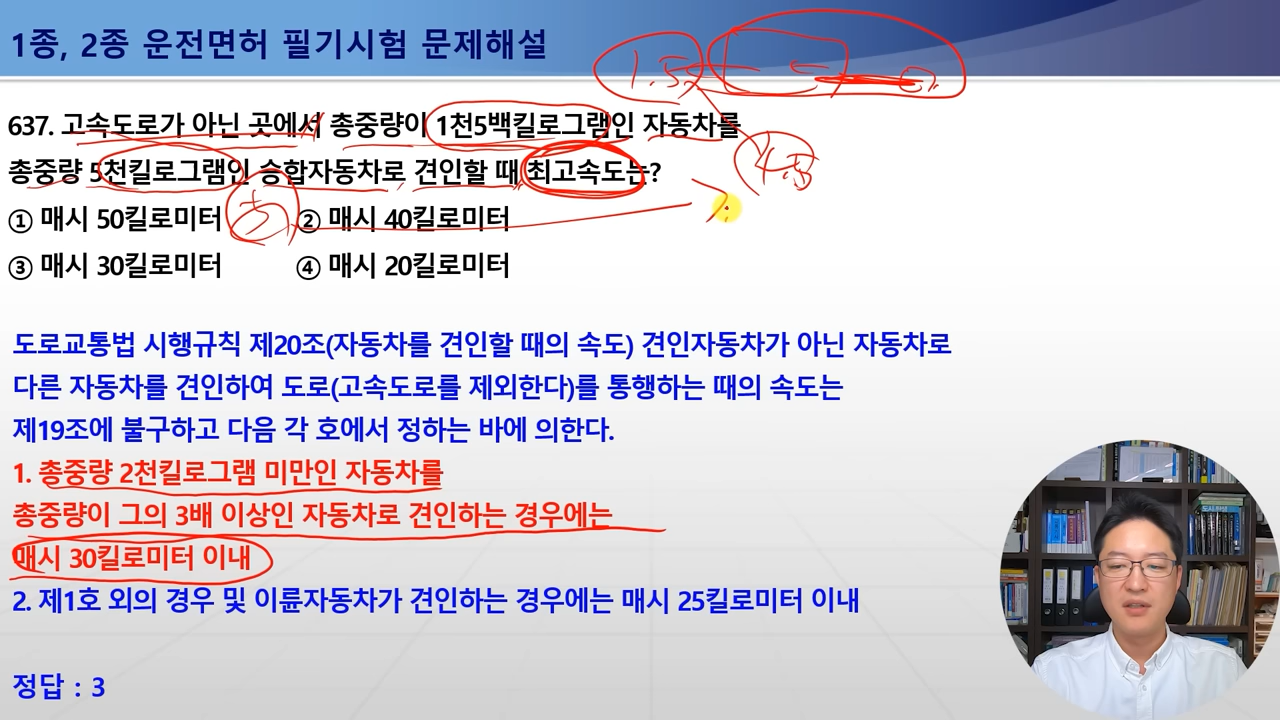 1종, 2종 운전면허 필기시험 문제해설
1.5
637. 고속도로가 아닌 곳에서 총중량이 1천5백킬로그램인 자동차를
총중량 5천킬로그램인 승합자동차로 견인할 때 최고속도는?
4.5
① 매시 50킬로미터
② 매시 40킬로미터
③ 매시 30킬로미터
④ 매시 20킬로미터
도로교통법 시행규칙 제20조(자동차를 견인할 때의 속도) 견인자동차가 아닌 자동차로
다른 자동차를 견인하여 도로(고속도로를 제외한다)를 통행하는 때의 속도는
제19조에 불구하고 다음 각 호에서 정하는 바에 의한다.
1. 총중량 2천킬로그램 미만인 자동차를
총중량이 그의 3배 이상인 자동차로 견인하는 경우에는
매시 30킬로미터 이내
2. 제1호 외의 경우 및 이륜자동차가 견인하는 경우에는 매시 25킬로미터 이내
정답 : 3